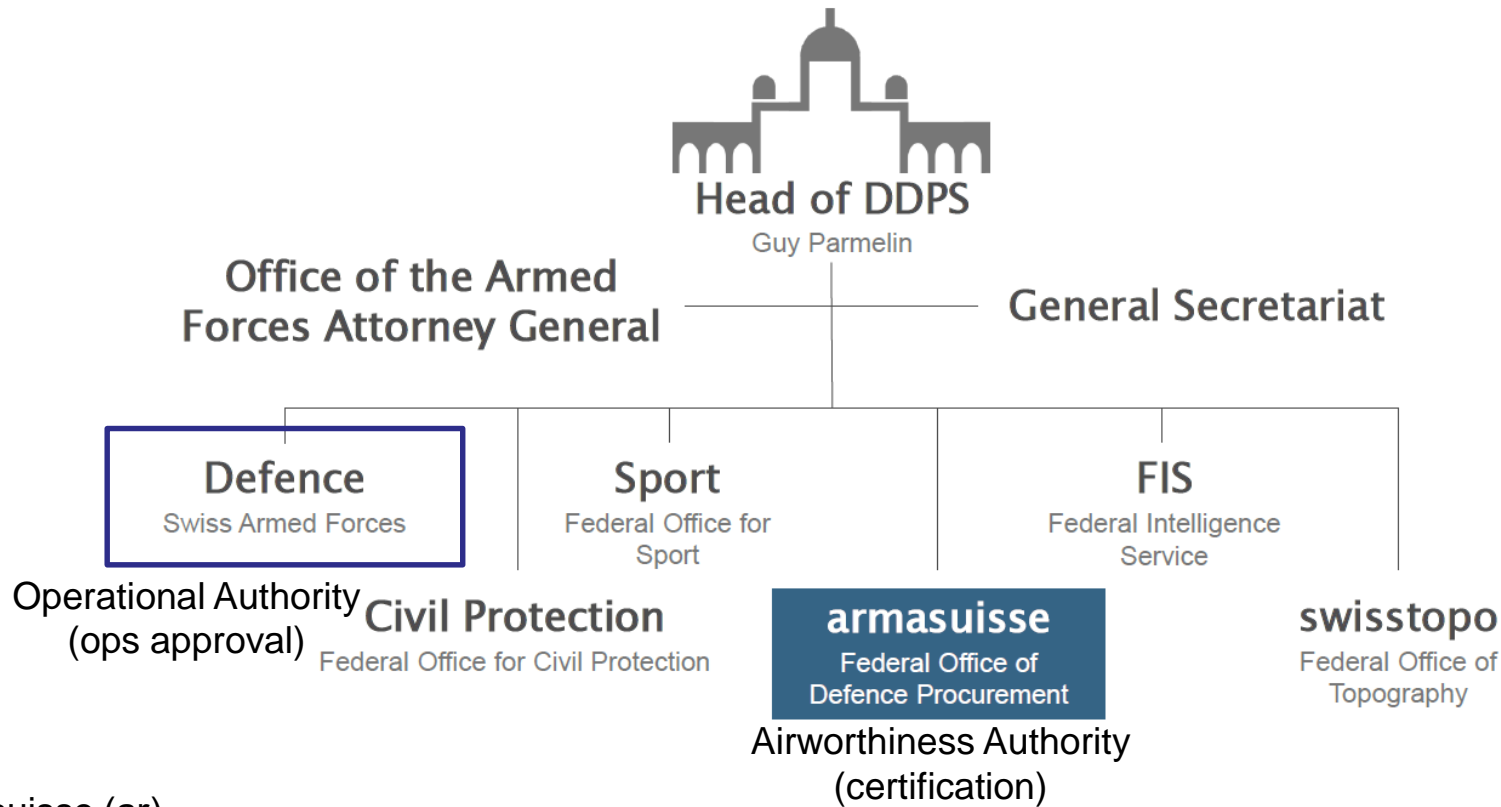 Head of DDPS
Guy Parmelin
Office of the Armed
Forces Attorney General
General Secretariat
Defence
Swiss Armed Forces
Sport
Federal Office for
Sport
FIS
Federal Intelligence
Service
Operational Authority
(ops approval)
Civil Protection
Federal Office for Civil Protection
armasuisse
Federal Office of
Defence Procurement
swisstopo
Federal Office of
Topography
Airworthiness Authority
(certification)